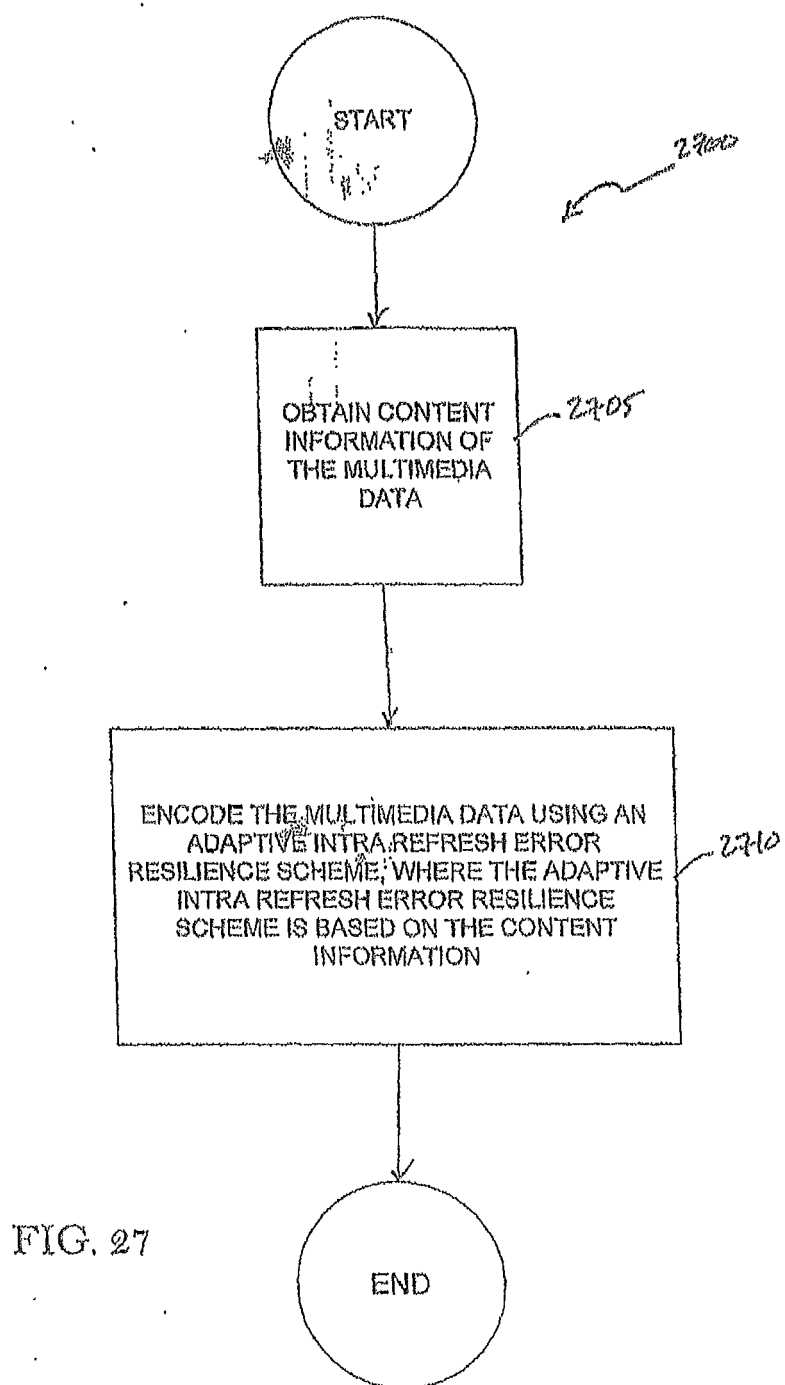 START
2700
OBTAIN CONTENT
INFORMATION OF
THE MULTIMEDIA
DATA
2705
ENCODE THE MULTIMEDIA DATA USING AN
ADAPTIVE INTRA REFRESH ERROR
RESILIENCE SCHEME, WHERE THE ADAPTIVE
INTRA REFRESH ERROR RESILIENCE
SCHEME IS BASED ON THE CONTENT
INFORMATION
2710
FIG. 27
END